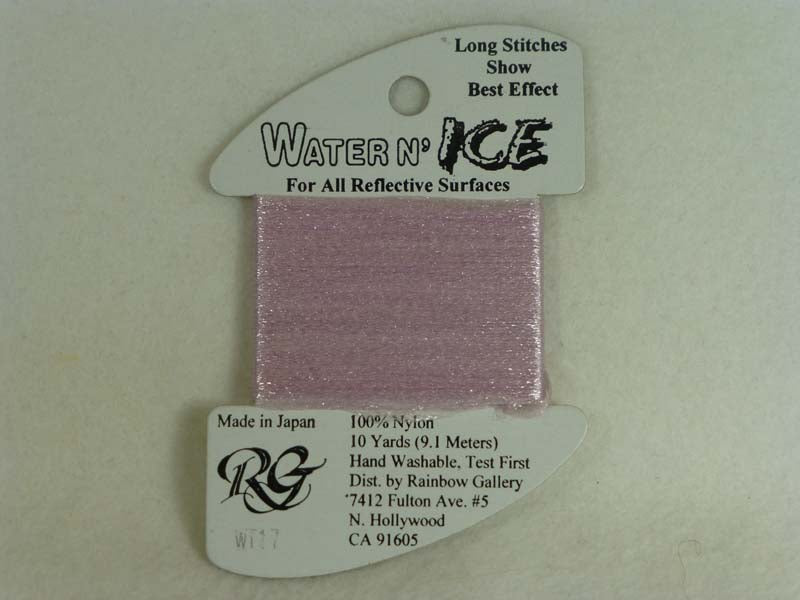 Long Stitches
Show
Best Effect
WATER N' ICE
For All Reflective Surfaces
Made in Japan
RG
WT17
100% Nylon
10 Yards (9.1 Meters)
Hand Washable, Test First
Dist. by Rainbow Gallery
7412 Fulton Ave. #5
N. Hollywood
CA 91605